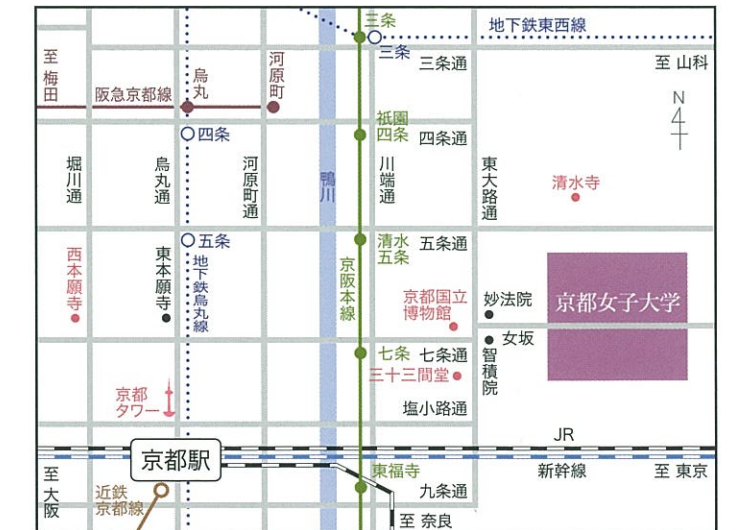 三条
地下鉄東西線
三条
三条通
至 山科
至 梅田
阪急京都線
烏丸
河原町
N
祇園
四条
四条
四条通
堀川通
烏丸通
河原町通
鴨川
川端通
東大路通
清水寺
五条
清水
五条
五条通
西本願寺
東本願寺
地下鉄烏丸線
京阪本線
京都国立
博物館
妙法院
京都女子大学
女坂
七条
七条通
智積院
三十三間堂
京都
タワー
塩小路通
JR
京都駅
東福寺
新幹線
至 東京
至 大阪
近鉄
京都線
九条通
至 奈良